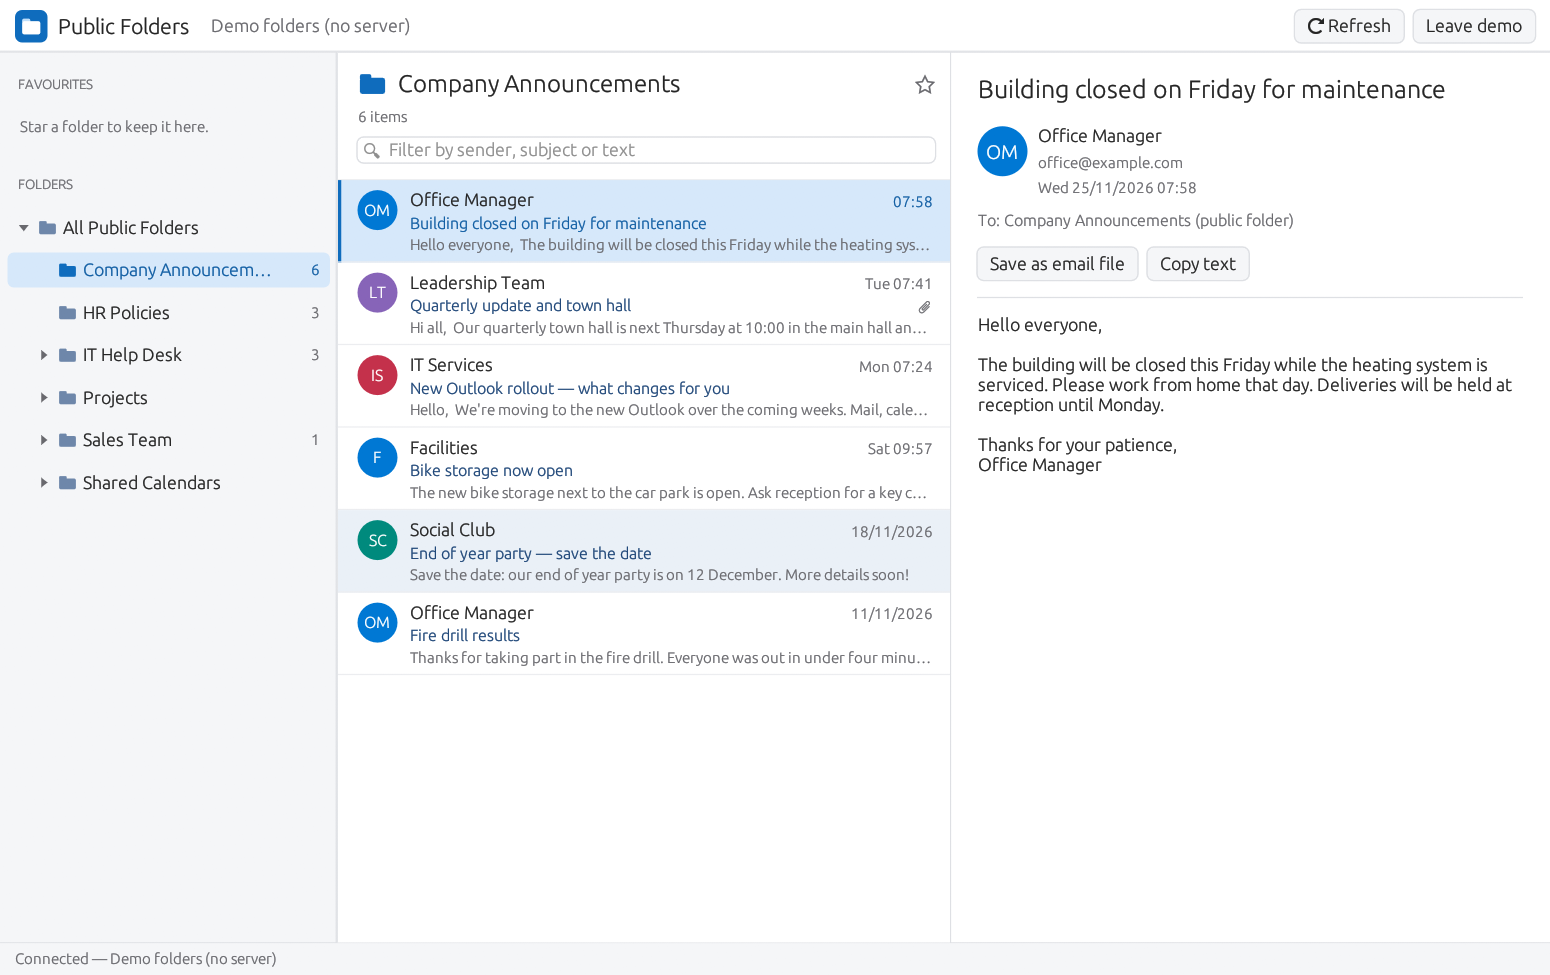 Public Folders
Demo folders (no server)
Refresh
Leave demo
FAVOURITES
Star a folder to keep it here.
FOLDERS
All Public Folders
Company Announcem… 6
HR Policies 3
IT Help Desk 3
Projects
Sales Team 1
Shared Calendars
Company Announcements
6 items
Filter by sender, subject or text
OM
Office Manager 07:58
Building closed on Friday for maintenance
Hello everyone,  The building will be closed this Friday while the heating sys…
LT
Leadership Team Tue 07:41
Quarterly update and town hall
Hi all,  Our quarterly town hall is next Thursday at 10:00 in the main hall an…
IS
IT Services Mon 07:24
New Outlook rollout — what changes for you
Hello,  We're moving to the new Outlook over the coming weeks. Mail, cale…
F
Facilities Sat 09:57
Bike storage now open
The new bike storage next to the car park is open. Ask reception for a key c…
SC
Social Club 18/11/2026
End of year party — save the date
Save the date: our end of year party is on 12 December. More details soon!
OM
Office Manager 11/11/2026
Fire drill results
Thanks for taking part in the fire drill. Everyone was out in under four minu…
Building closed on Friday for maintenance
OM
Office Manager
office@example.com
Wed 25/11/2026 07:58
To: Company Announcements (public folder)
Save as email file
Copy text
Hello everyone,
The building will be closed this Friday while the heating system is
serviced. Please work from home that day. Deliveries will be held at
reception until Monday.
Thanks for your patience,
Office Manager
Connected — Demo folders (no server)